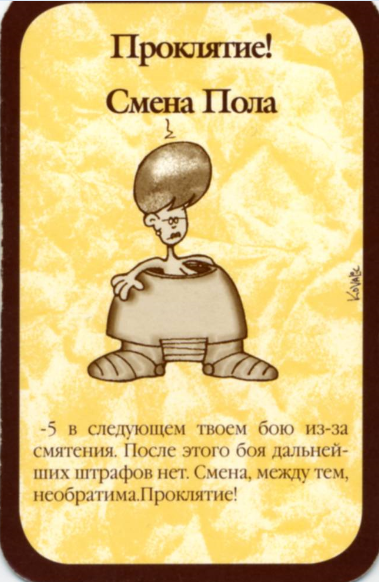 Проклятие!
Смена Пола
Kovalic
-5 в следующем твоем бою из-за
смятения. После этого боя дальней-
ших штрафов нет. Смена, между тем,
необратима.Проклятие!